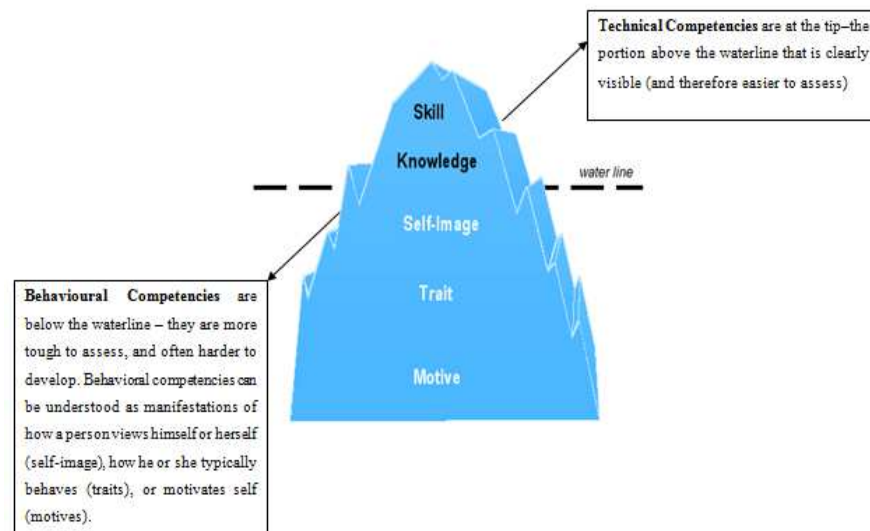 Technical Competencies are at the tip–the
portion above the waterline that is clearly
visible (and therefore easier to assess)
Skill
Knowledge
water line
Self-Image
Trait
Motive
Behavioural Competencies are
below the waterline – they are more
tough to assess, and often harder to
develop. Behavioral competencies can
be understood as manifestations of
how a person views himself or herself
(self-image), how he or she typically
behaves (traits), or motivates self
(motives).